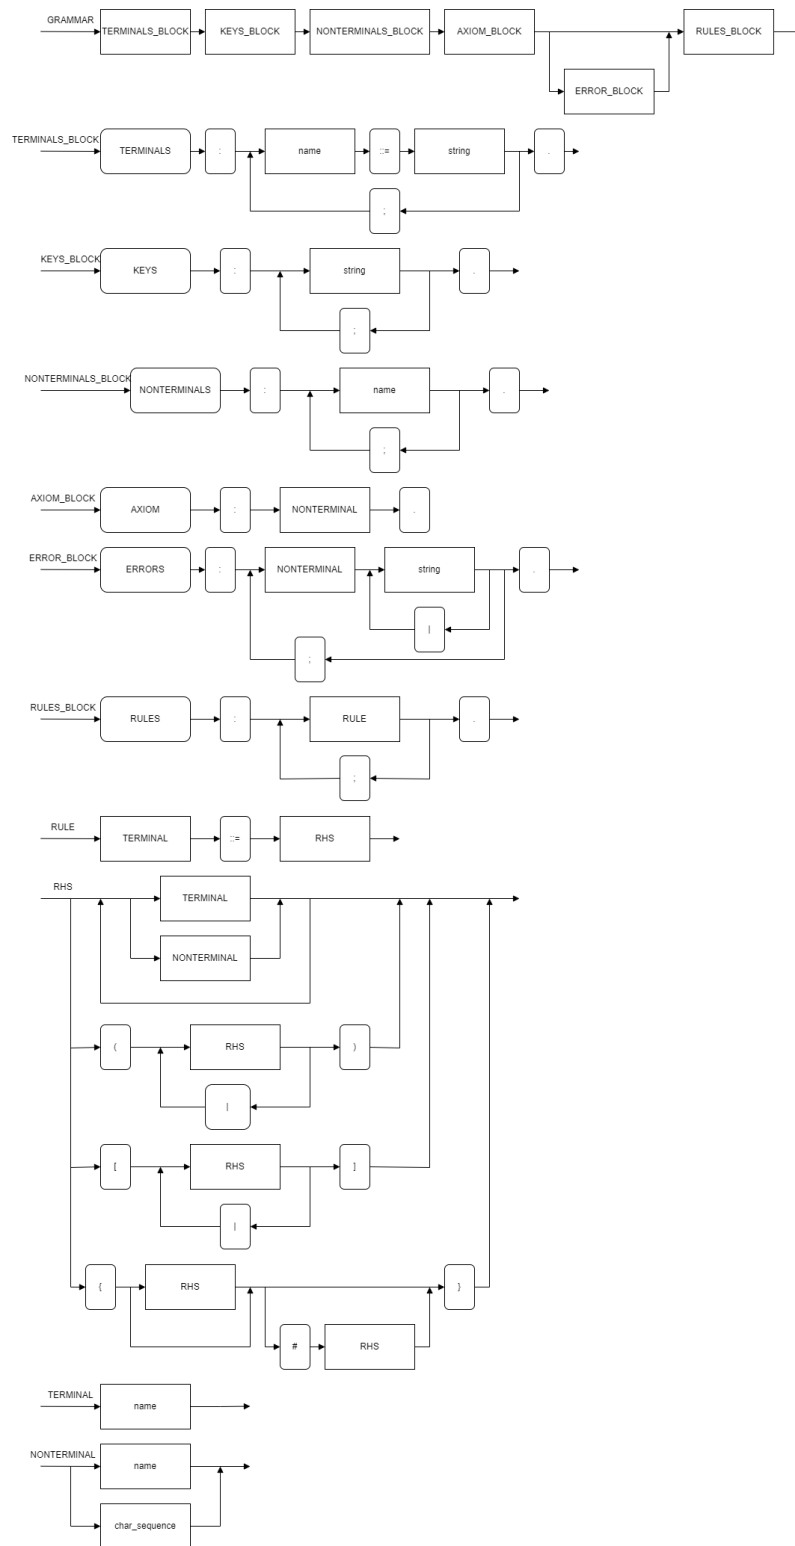 GRAMMAR
TERMINALS_BLOCK KEYS_BLOCK NONTERMINALS_BLOCK AXIOM_BLOCK RULES_BLOCK
ERROR_BLOCK
TERMINALS_BLOCK
TERMINALS : name ::= string .
;
KEYS_BLOCK
KEYS : string .
;
NONTERMINALS_BLOCK
NONTERMINALS : name .
;
AXIOM_BLOCK
AXIOM : NONTERMINAL .
ERROR_BLOCK
ERRORS : NONTERMINAL string .
|
;
RULES_BLOCK
RULES : RULE .
;
RULE
TERMINAL ::= RHS
RHS
TERMINAL
NONTERMINAL
( RHS )
|
[ RHS ]
|
{ RHS }
# RHS
TERMINAL
name
NONTERMINAL
name
char_sequence